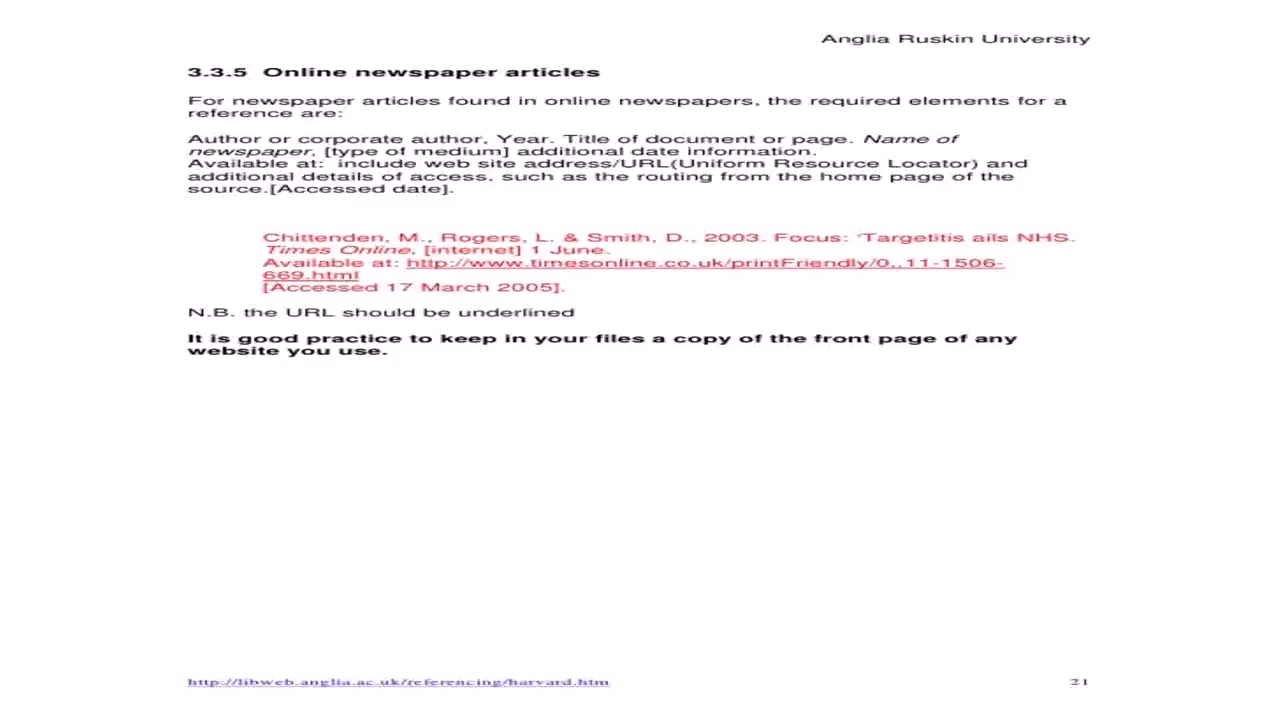 Anglia Ruskin University
3.3.5 Online newspaper articles
For newspaper articles found in online newspapers, the required elements for a
reference are:
Author or corporate author, Year. Title of document or page. Name of
newspaper, [type of medium] additional date information.
Available at: include web site address/URL(Uniform Resource Locator) and
additional details of access, such as the routing from the home page of the
source.[Accessed date].
Chittenden, M., Rogers, L. & Smith, D., 2003. Focus: 'Targetitis ails NHS.
Times Online, [internet] 1 June.
Available at: http://www.timesonline.co.uk/printFriendly/0,,11-1506-
669.html
[Accessed 17 March 2005].
N.B. the URL should be underlined
It is good practice to keep in your files a copy of the front page of any
website you use.
http://libweb.anglia.ac.uk/referencing/harvard.htm
21